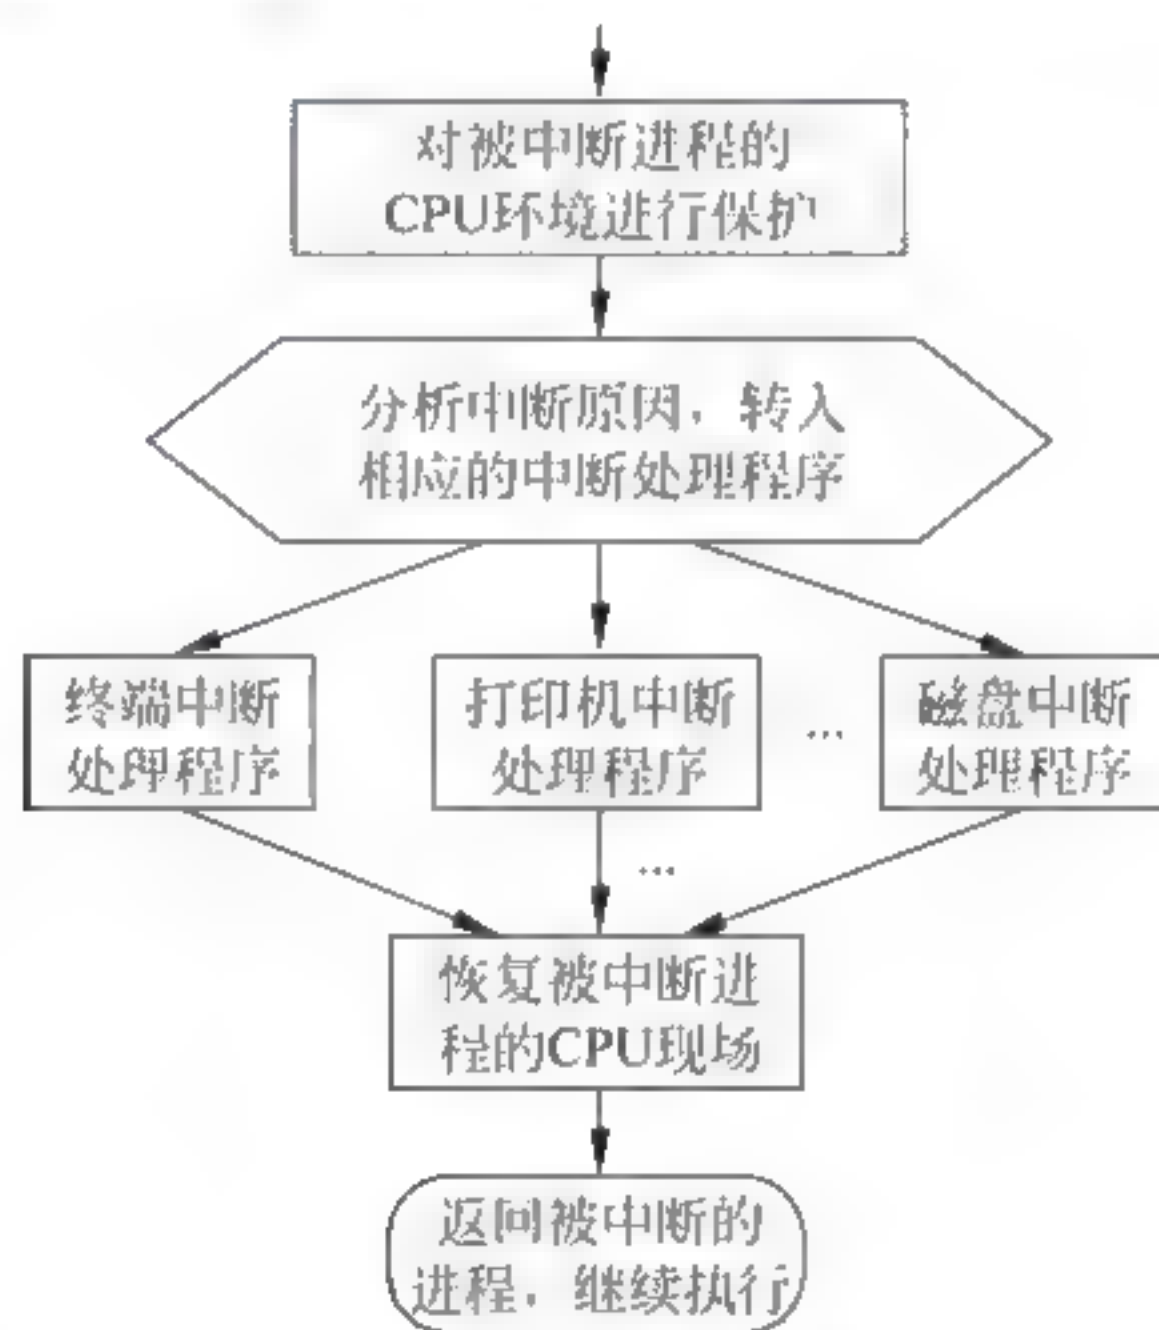 对被中断进程的
CPU环境进行保护
分析中断原因，转入
相应的中断处理程序
终端中断
处理程序
打印机中断
处理程序
…
磁盘中断
处理程序
…
恢复被中断进
程的CPU现场
返回被中断的
进程，继续执行